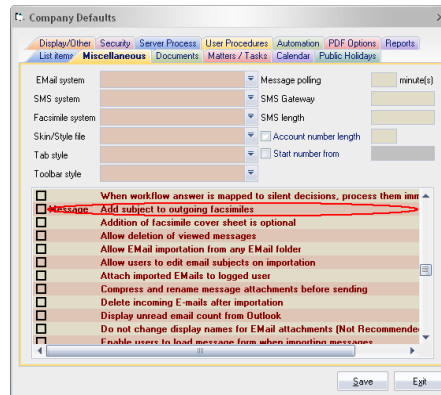 Company Defaults
Display/Other Security Server Process User Procedures Automation PDF Options Reports
List items Miscellaneous Documents Matters / Tasks Calendar Public Holidays
EMail system Message polling minute(s)
SMS system SMS Gateway
Facsimile system SMS length
Skin/Style file Account number length
Tab style Start number from
Toolbar style
When workflow answer is mapped to silent decisions, process them imm
Message Add subject to outgoing facsimiles
Addition of facsimile cover sheet is optional
Allow deletion of viewed messages
Allow EMail importation from any EMail folder
Allow users to edit email subjects on importation
Attach imported EMails to logged user
Compress and rename message attachments before sending
Delete incoming E-mails after importation
Display unread email count from Outlook
Do not change display names for EMail attachments (Not Recommende
Enable users to load message form when importing messages
Save Exit